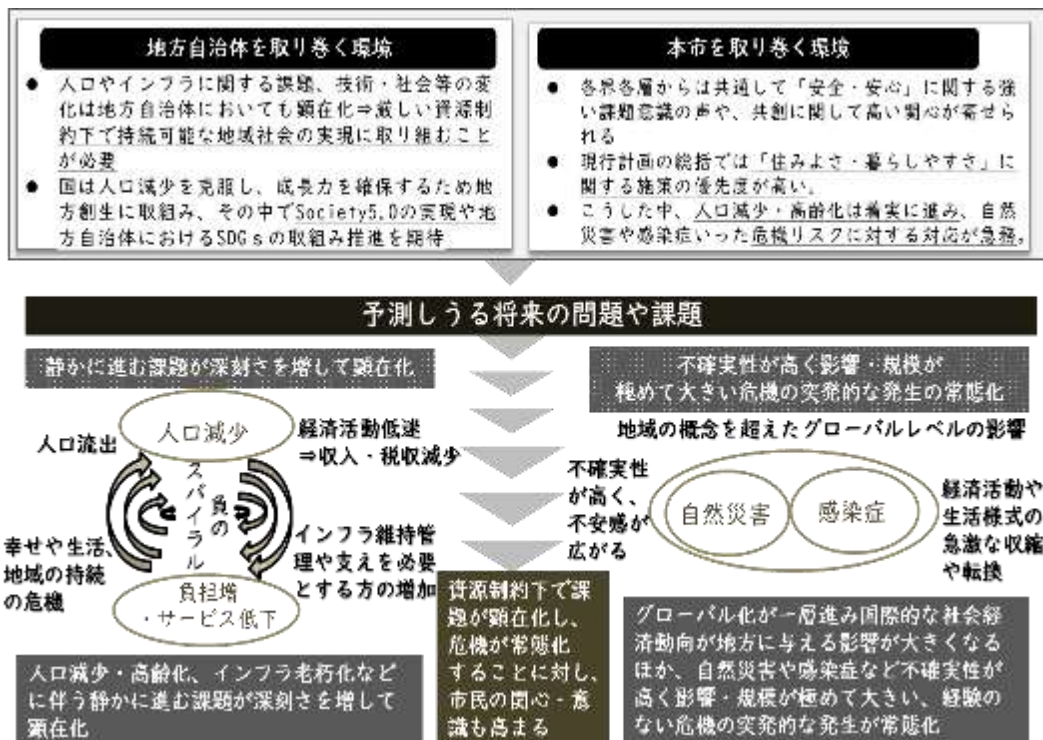 地方自治体を取り巻く環境
● 人口やインフラに関する課題、技術・社会等の変
化は地方自治体においても顕在化⇒厳しい資源制
約下で持続可能な地域社会の実現に取り組むこと
が必要
● 国は人口減少を克服し、成長力を確保するため地
方創生に取組み、その中でSociety5.0の実現や地
方自治体におけるSDGsの取組み推進を期待
本市を取り巻く環境
● 各界各層からは共通して「安全・安心」に関する強
い課題意識の声や、共創に関して高い関心が寄せら
れる
● 現行計画の総括では「住みよさ・暮らしやすさ」に
関する施策の優先度が高い。
● こうした中、人口減少・高齢化は着実に進み、自然
災害や感染症いった危機リスクに対する対応が急務。
予測しうる将来の問題や課題
静かに進む課題が深刻さを増して顕在化
人口減少
人口流出
経済活動低迷
⇒収入・税収減少
負の
スパイラル
幸せや生活、
地域の持続
の危機
インフラ維持管
理や支えを必要
とする方の増加
負担増
・サービス低下
人口減少・高齢化、インフラ老朽化など
に伴う静かに進む課題が深刻さを増して
顕在化
資源制約下で課
題が顕在化し、
危機が常態化
することに対し、
市民の関心・意
識も高まる
不確実性が高く影響・規模が
極めて大きい危機の突発的な発生の常態化
地域の概念を超えたグローバルレベルの影響
不確実性
が高く、
不安感が
広がる
自然災害
感染症
経済活動や
生活様式の
急激な収縮
や転換
グローバル化が一層進み国際的な社会経
済動向が地方に与える影響が大きくなる
ほか、自然災害や感染症など不確実性が
高く影響・規模が極めて大きい、経験の
ない危機の突発的な発生が常態化